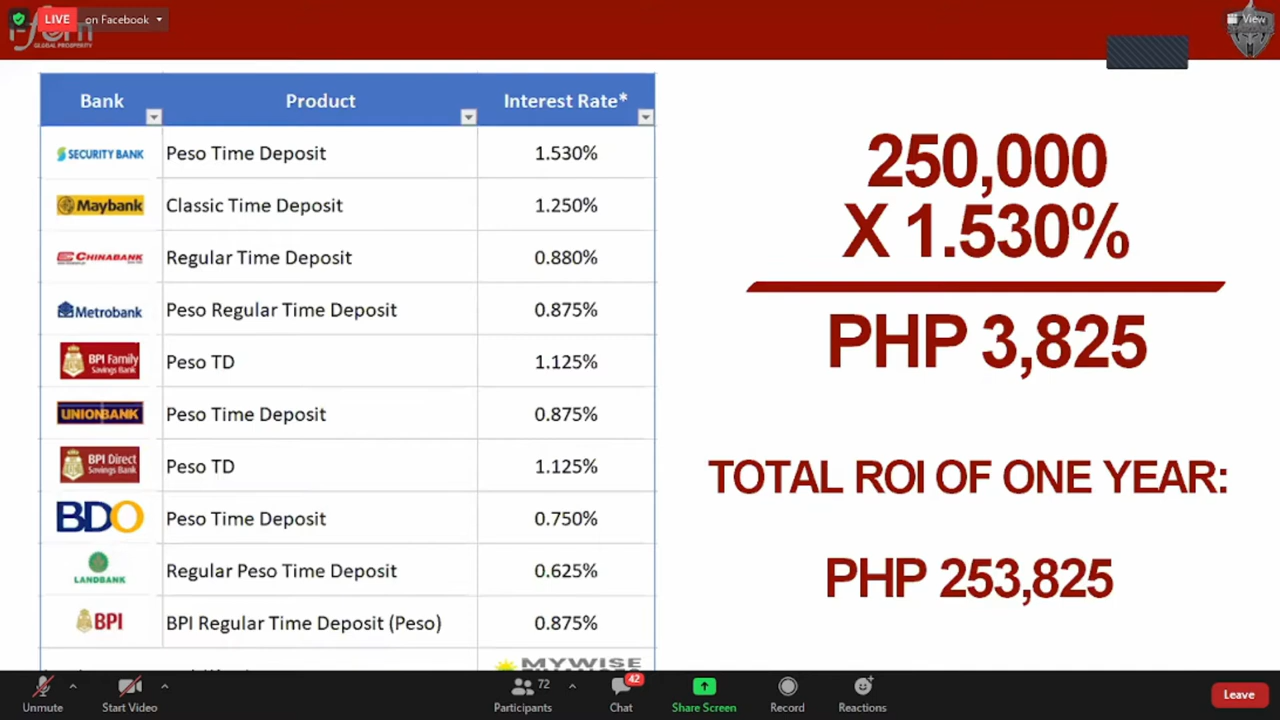 LIVE on Facebook
View
GLOBAL PROSPERITY
Bank Product Interest Rate*
SECURITY BANK Peso Time Deposit 1.530%
Maybank Classic Time Deposit 1.250%
CHINABANK Regular Time Deposit 0.880%
Metrobank Peso Regular Time Deposit 0.875%
BPI Family Savings Bank Peso TD 1.125%
UNIONBANK Peso Time Deposit 0.875%
BPI Direct Savings Bank Peso TD 1.125%
BDO Peso Time Deposit 0.750%
LANDBANK Regular Peso Time Deposit 0.625%
BPI BPI Regular Time Deposit (Peso) 0.875%
MYWISE
250,000
X 1.530%
PHP 3,825
TOTAL ROI OF ONE YEAR:
PHP 253,825
Unmute
Start Video
72
Participants
42
Chat
Share Screen
Record
Reactions
Leave